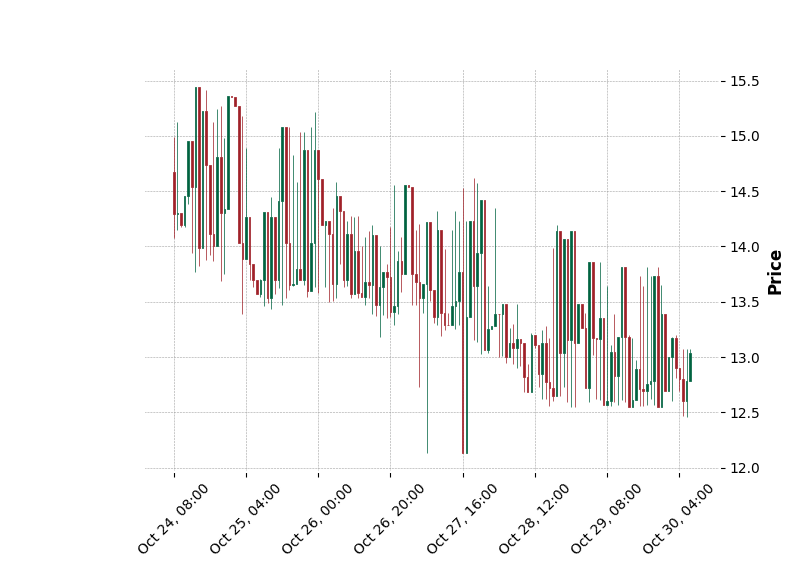 15.5
15.0
14.5
14.0
13.5
13.0
12.5
12.0
Price
Oct 24, 08:00
Oct 25, 04:00
Oct 26, 00:00
Oct 26, 20:00
Oct 27, 16:00
Oct 28, 12:00
Oct 29, 08:00
Oct 30, 04:00